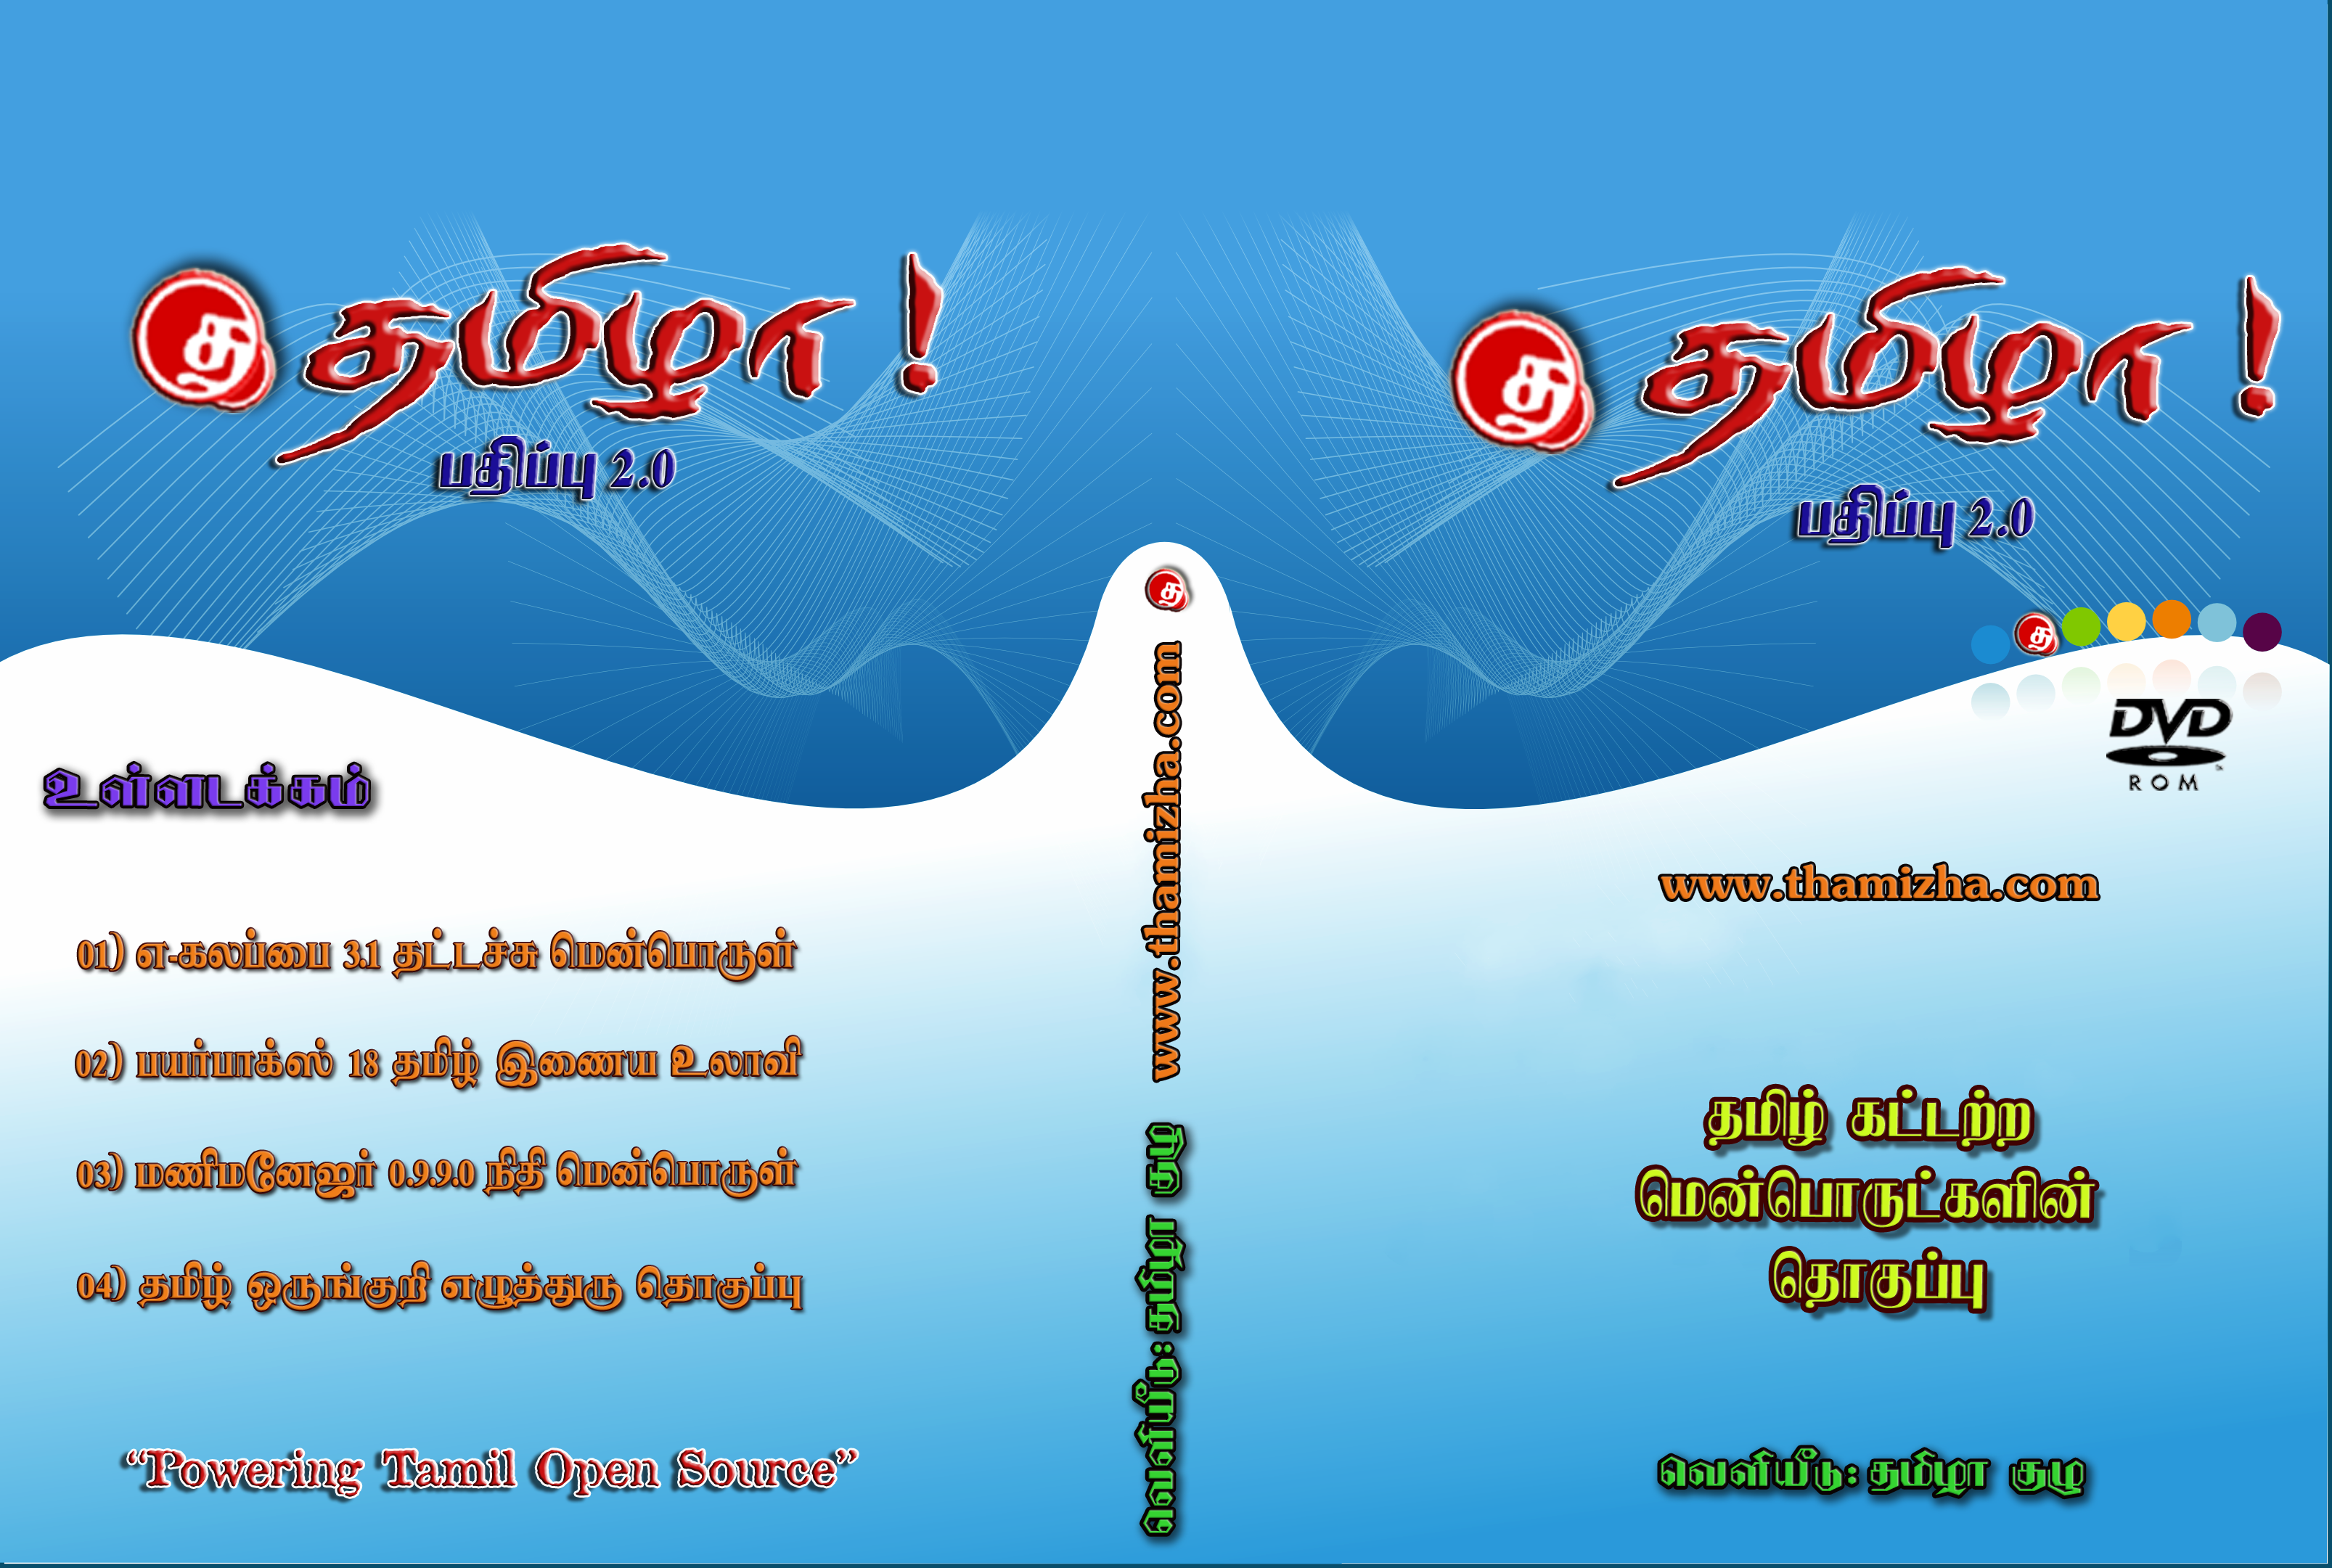 த
தமிழா !
பதிப்பு 2.0
உள்ளடக்கம்
01) எ-கலப்பை 3.1 தட்டச்சு மென்பொருள்
02) பயர்பாக்ஸ் 18 தமிழ் இணைய உலாவி
03) மணிமனேஜர் 0.9.9.0 நிதி மென்பொருள்
04) தமிழ் ஒருங்குறி எழுத்துரு தொகுப்பு
“Powering Tamil Open Source”
த
www.thamizha.com
வெளியீடு: தமிழா குழு
த
தமிழா !
பதிப்பு 2.0
த
DVD
ROM
www.thamizha.com
தமிழ் கட்டற்ற
மென்பொருட்களின்
தொகுப்பு
வெளியீடு: தமிழா குழு